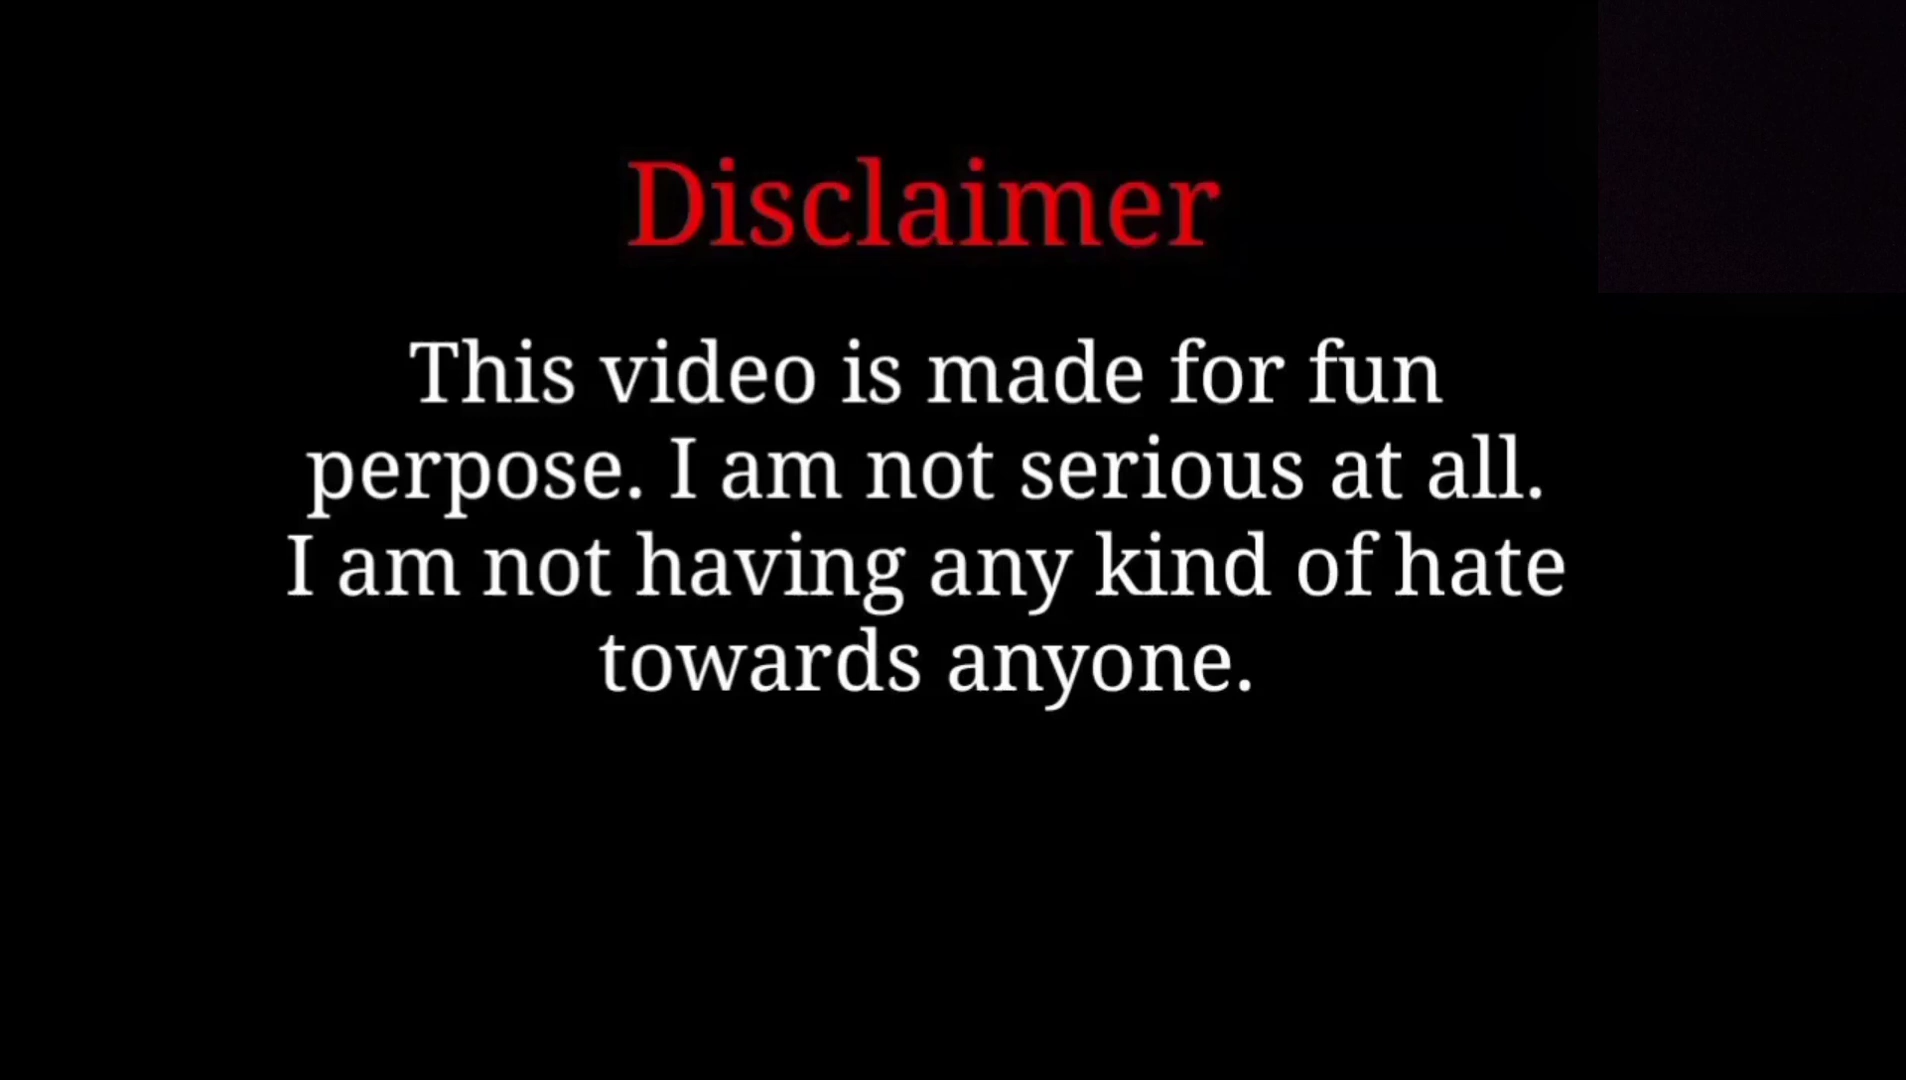 Disclaimer
This video is made for fun
perpose. I am not serious at all.
I am not having any kind of hate
towards anyone.